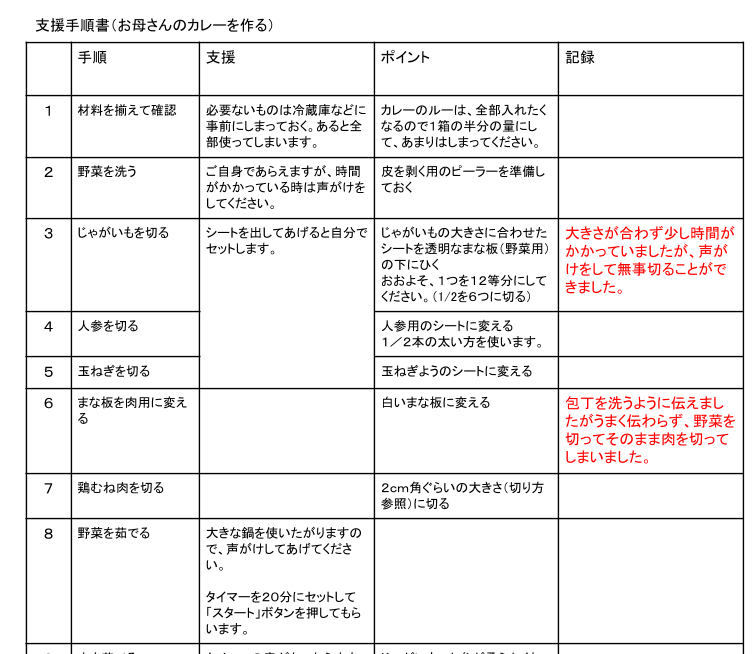 支援手順書（お母さんのカレーを作る）
手順
支援
ポイント
記録
1
材料を揃えて確認
必要ないものは冷蔵庫などに
事前にしまっておく。あると全
部使ってしまいます。
カレーのルーは、全部入れたく
なるので１箱の半分の量にし
て、あまりはしまってください。
2
野菜を洗う
ご自身であらえますが、時間
がかかっている時は声がけを
してください。
皮を剥く用のピーラーを準備し
ておく
3
じゃがいもを切る
シートを出してあげると自分で
セットします。
じゃがいもの大きさに合わせた
シートを透明なまな板（野菜用）
の下にひく
おおよそ、１つを１２等分にして
ください。（1/2を６つに切る）
大きさが合わず少し時間が
かかっていましたが、声が
けをして無事切ることがで
きました。
4
人参を切る
人参用のシートに変える
１／２本の太い方を使います。
5
玉ねぎを切る
玉ねぎようのシートに変える
6
まな板を肉用に変え
る
白いまな板に変える
包丁を洗うように伝えまし
たがうまく伝わらず、野菜を
切ってそのまま肉を切って
しまいました。
7
鶏むね肉を切る
２ｃｍ角ぐらいの大きさ（切り方
参照）に切る
8
野菜を茹でる
大きな鍋を使いたがりますの
で、声がけしてあげてくださ
い。
タイマーを２０分にセットして
「スタート」ボタンを押してもら
います。